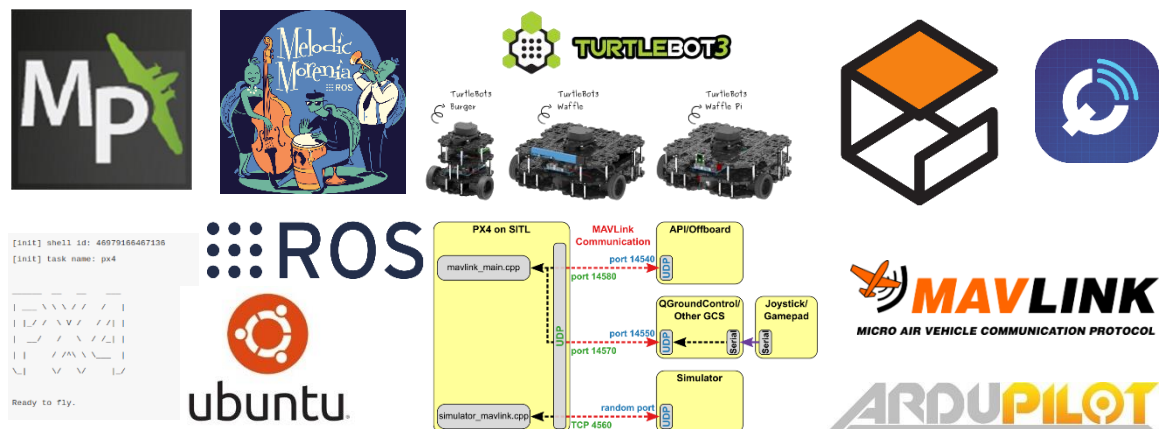 MP
Melodic
Morenia
ROS
TURTLEBOT3
TurtleBot3
Burger
TurtleBot3
Waffle
TurtleBot3
Waffle Pi
[init] shell id: 46979166467136
[init] task name: px4
Ready to fly.
ROS
ubuntu
PX4 on SITL
MAVLink
Communication
API/Offboard
mavlink_main.cpp
port 14540
port 14580
UDP
UDP
QGroundControl/
Other GCS
Joystick/
Gamepad
port 14550
port 14570
UDP
Serial
Serial
Simulator
simulator_mavlink.cpp
random port
TCP 4560
UDP
MAVLINK
MICRO AIR VEHICLE COMMUNICATION PROTOCOL
ARDUPILOT